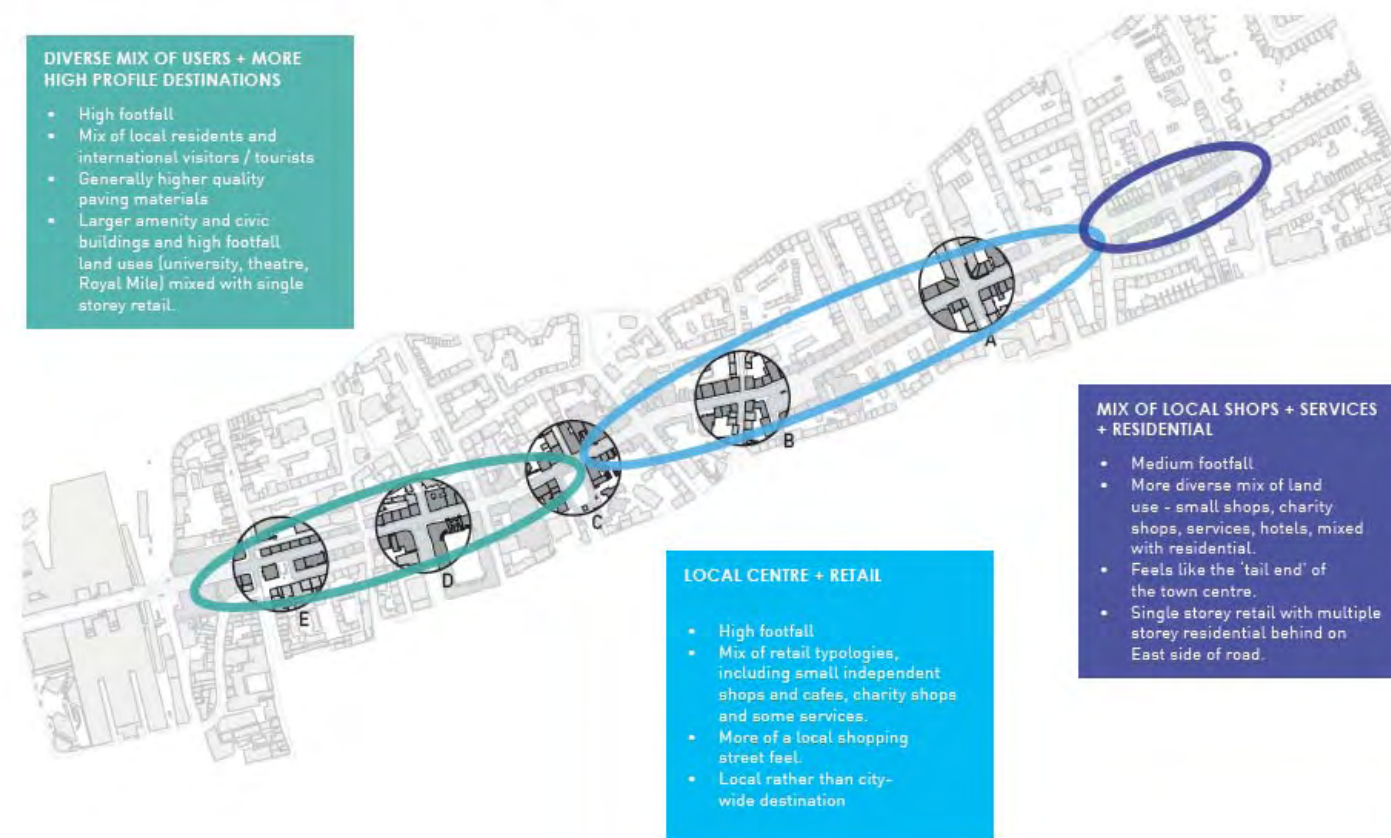 DIVERSE MIX OF USERS + MORE
HIGH PROFILE DESTINATIONS
• High footfall
• Mix of local residents and
international visitors / tourists
• Generally higher quality
paving materials
• Larger amenity and civic
buildings and high footfall
land uses (university, theatre,
Royal Mile) mixed with single
storey retail.
A
B
C
D
E
LOCAL CENTRE + RETAIL
• High footfall
• Mix of retail typologies,
including small independent
shops and cafes, charity shops
and some services.
• More of a local shopping
street feel.
• Local rather than city-
wide destination
MIX OF LOCAL SHOPS + SERVICES
+ RESIDENTIAL
• Medium footfall
• More diverse mix of land
use - small shops, charity
shops, services, hotels, mixed
with residential.
• Feels like the 'tail end' of
the town centre.
• Single storey retail with multiple
storey residential behind on
East side of road.